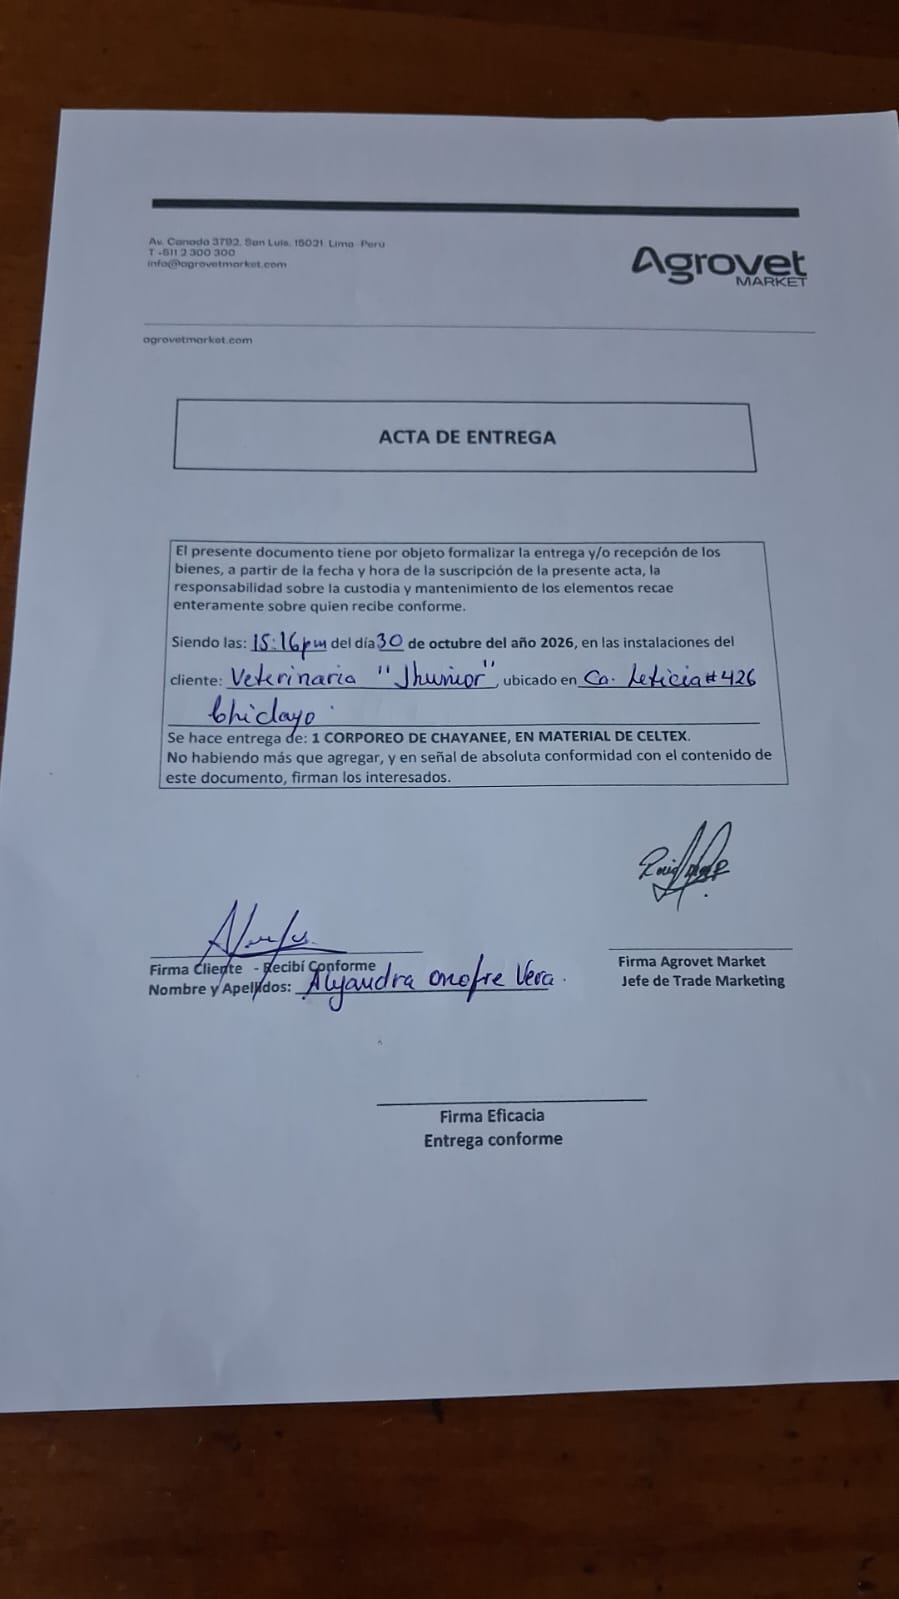 Av. Canada 3792, San Luis, 15021, Lima - Perú
T +511 2 300 300
info@agrovetmarket.com
Agrovet
MARKET
agrovetmarket.com
ACTA DE ENTREGA
El presente documento tiene por objeto formalizar la entrega y/o recepción de los
bienes, a partir de la fecha y hora de la suscripción de la presente acta, la
responsabilidad sobre la custodia y mantenimiento de los elementos recae
enteramente sobre quien recibe conforme.
Siendo las: 15:16pm del día 30 de octubre del año 2026, en las instalaciones del
cliente: Veterinaria "Jhunior", ubicado en Ca. Leticia #426
Chiclayo
Se hace entrega de: 1 CORPOREO DE CHAYANEE, EN MATERIAL DE CELTEX.
No habiendo más que agregar, y en señal de absoluta conformidad con el contenido de
este documento, firman los interesados.
Firma Cliente - Recibí Conforme
Nombre y Apellidos: Alejandra Onofre Vera.
Firma Agrovet Market
Jefe de Trade Marketing
Firma Eficacia
Entrega conforme